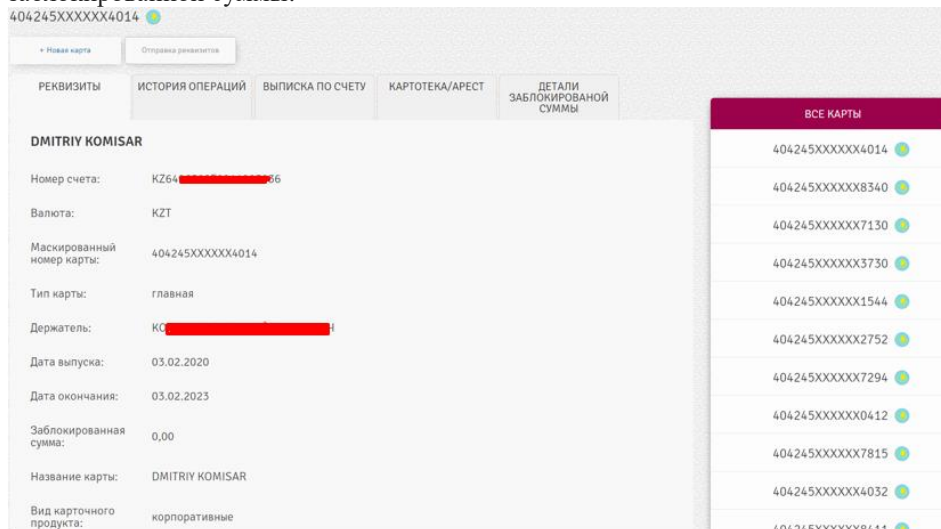 404245XXXXXX4014
+ Новая карта
Отправка реквизитов
РЕКВИЗИТЫ
ИСТОРИЯ ОПЕРАЦИЙ
ВЫПИСКА ПО СЧЕТУ
КАРТОТЕКА/АРЕСТ
ДЕТАЛИ
ЗАБЛОКИРОВАНОЙ
СУММЫ
DMITRIY KOMISAR
Номер счета: KZ64 36
Валюта: KZT
Маскированный
номер карты: 404245XXXXXX4014
Тип карты: главная
Держатель: КО Ч
Дата выпуска: 03.02.2020
Дата окончания: 03.02.2023
Заблокированная
сумма: 0,00
Название карты: DMITRIY KOMISAR
Вид карточного
продукта: корпоративные
ВСЕ КАРТЫ
404245XXXXXX4014
404245XXXXXX8340
404245XXXXXX7130
404245XXXXXX3730
404245XXXXXX1544
404245XXXXXX2752
404245XXXXXX7294
404245XXXXXX0412
404245XXXXXX7815
404245XXXXXX4032